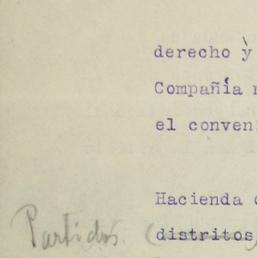 derecho y
Compañía
el conven
Hacienda
Partidos (distritos